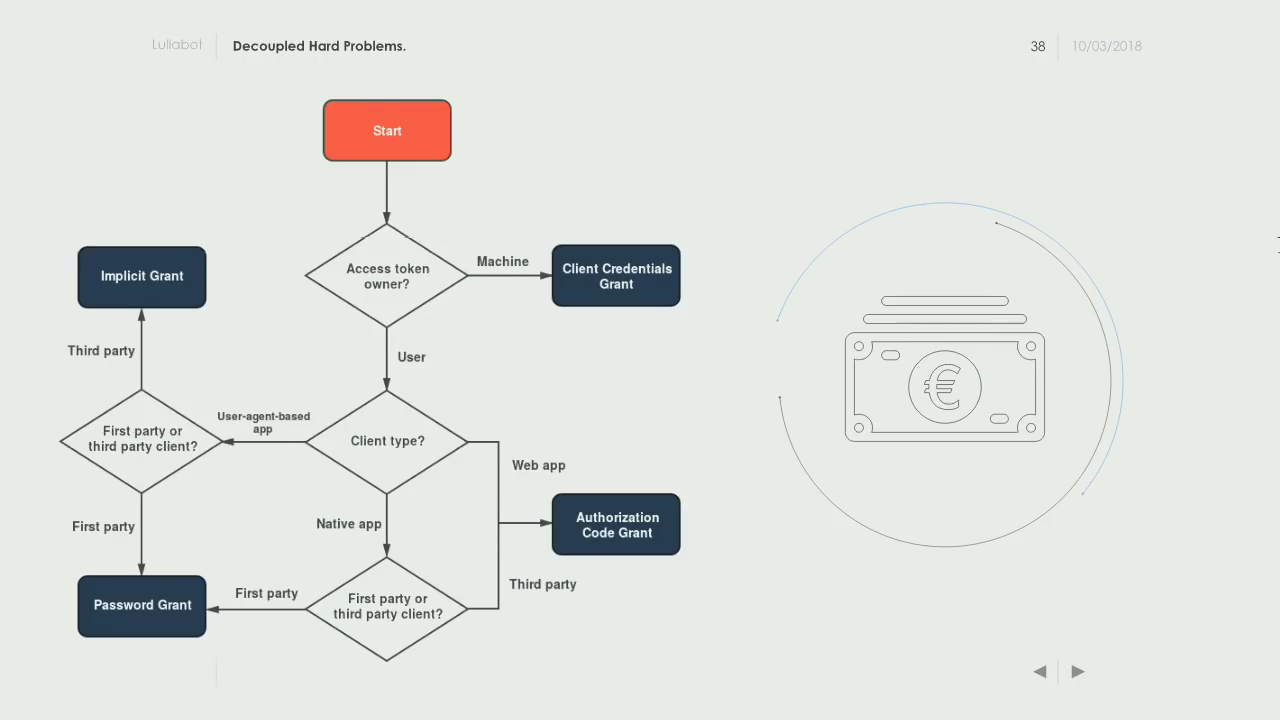 Lullabot
Decoupled Hard Problems.
38
10/03/2018
Start
Access token
owner?
Machine
Client Credentials
Grant
User
Implicit Grant
Third party
First party or
third party client?
User-agent-based
app
Client type?
Web app
Authorization
Code Grant
First party
Native app
Third party
Password Grant
First party
First party or
third party client?
€